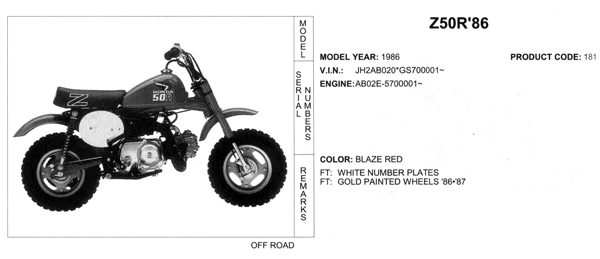 Z50R'86
MODEL
MODEL YEAR: 1986
PRODUCT CODE: 181
SERIAL NUMBERS
V.I.N.: JH2AB020*GS700001~
ENGINE:AB02E-5700001~
REMARKS
COLOR: BLAZE RED
FT: WHITE NUMBER PLATES
FT: GOLD PAINTED WHEELS '86•'87
Z
HONDA
50R
OFF ROAD